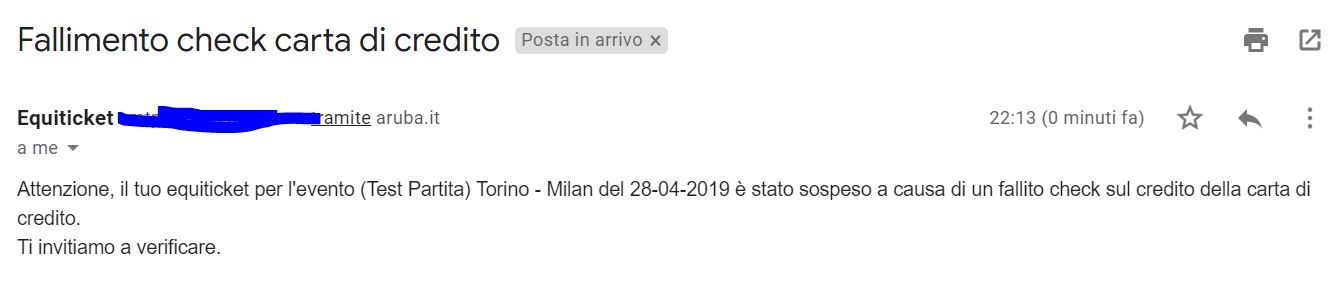 Fallimento check carta di credito Posta in arrivo ×
Equiticket tramite aruba.it 22:13 (0 minuti fa)
a me
Attenzione, il tuo equiticket per l'evento (Test Partita) Torino - Milan del 28-04-2019 è stato sospeso a causa di un fallito check sul credito della carta di
credito.
Ti invitiamo a verificare.